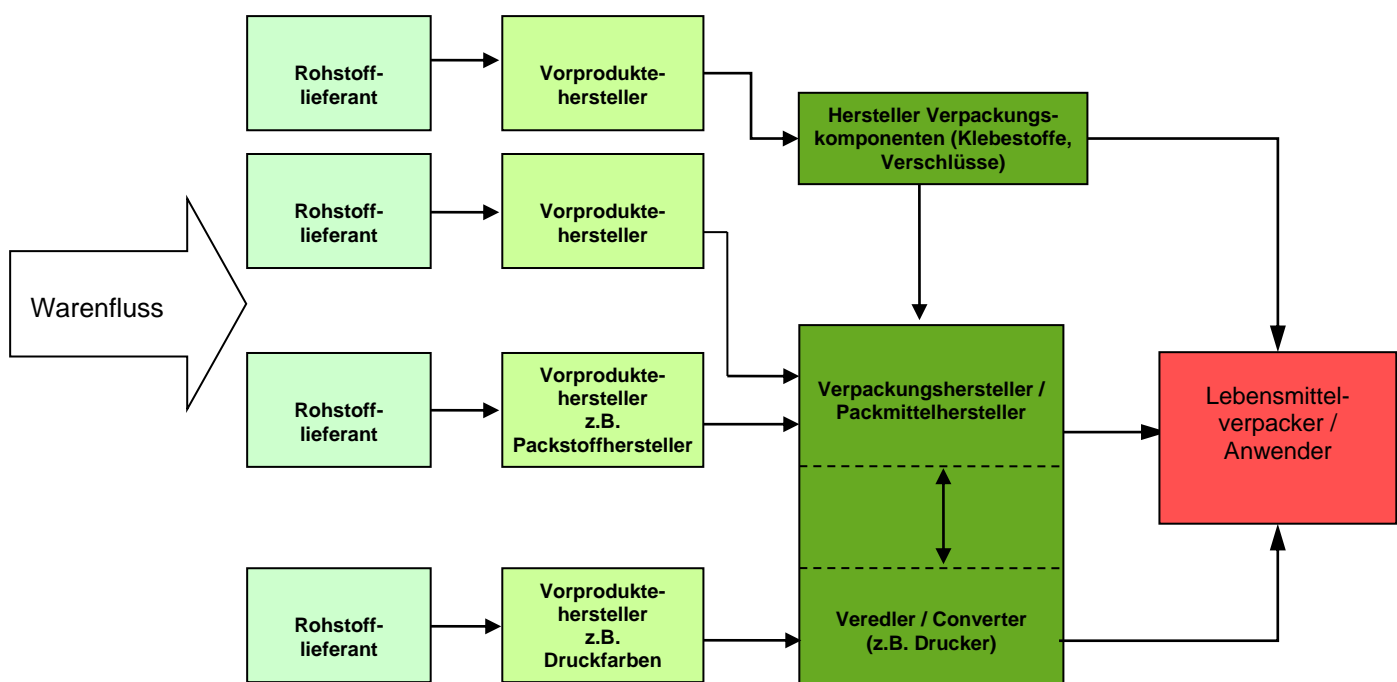 Rohstoff-
lieferant
Vorprodukte-
hersteller
Hersteller Verpackungs-
komponenten (Klebestoffe,
Verschlüsse)
Rohstoff-
lieferant
Vorprodukte-
hersteller
Warenfluss
Rohstoff-
lieferant
Vorprodukte-
hersteller
z.B.
Packstoffhersteller
Verpackungshersteller /
Packmittelhersteller
Lebensmittel-
verpacker /
Anwender
Rohstoff-
lieferant
Vorprodukte-
hersteller
z.B.
Druckfarben
Veredler / Converter
(z.B. Drucker)